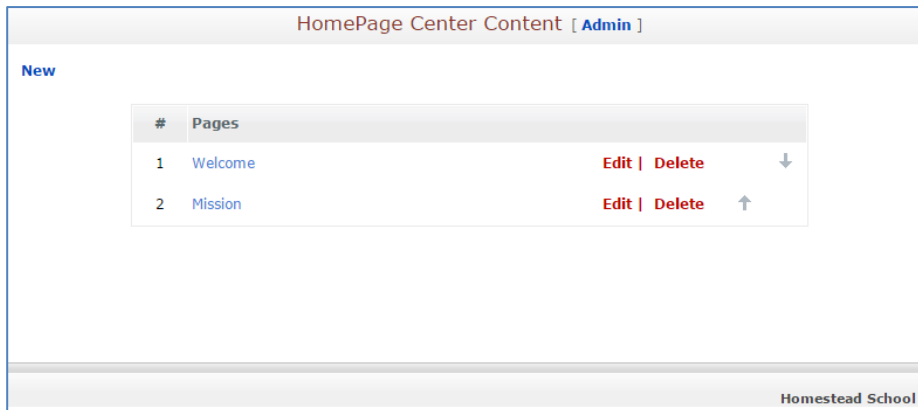 HomePage Center Content [ Admin ]
New
# Pages
1 Welcome Edit | Delete
2 Mission Edit | Delete
Homestead School